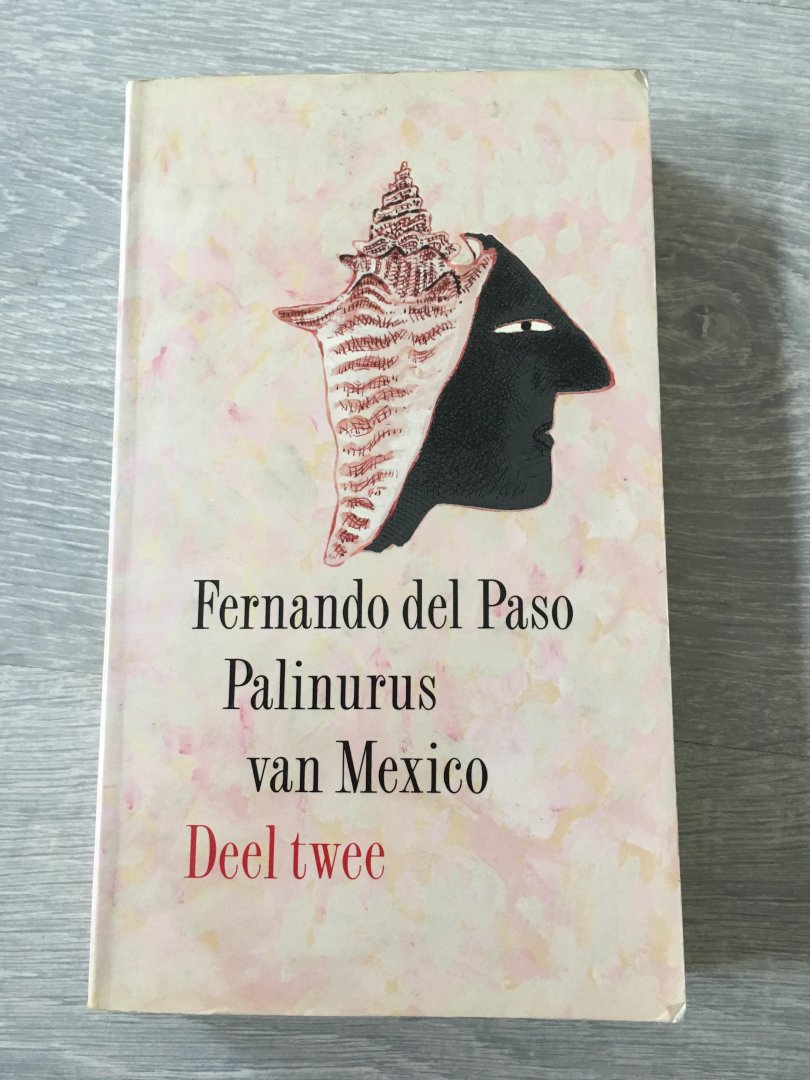 Fernando del Paso
Palinurus
van Mexico
Deel twee